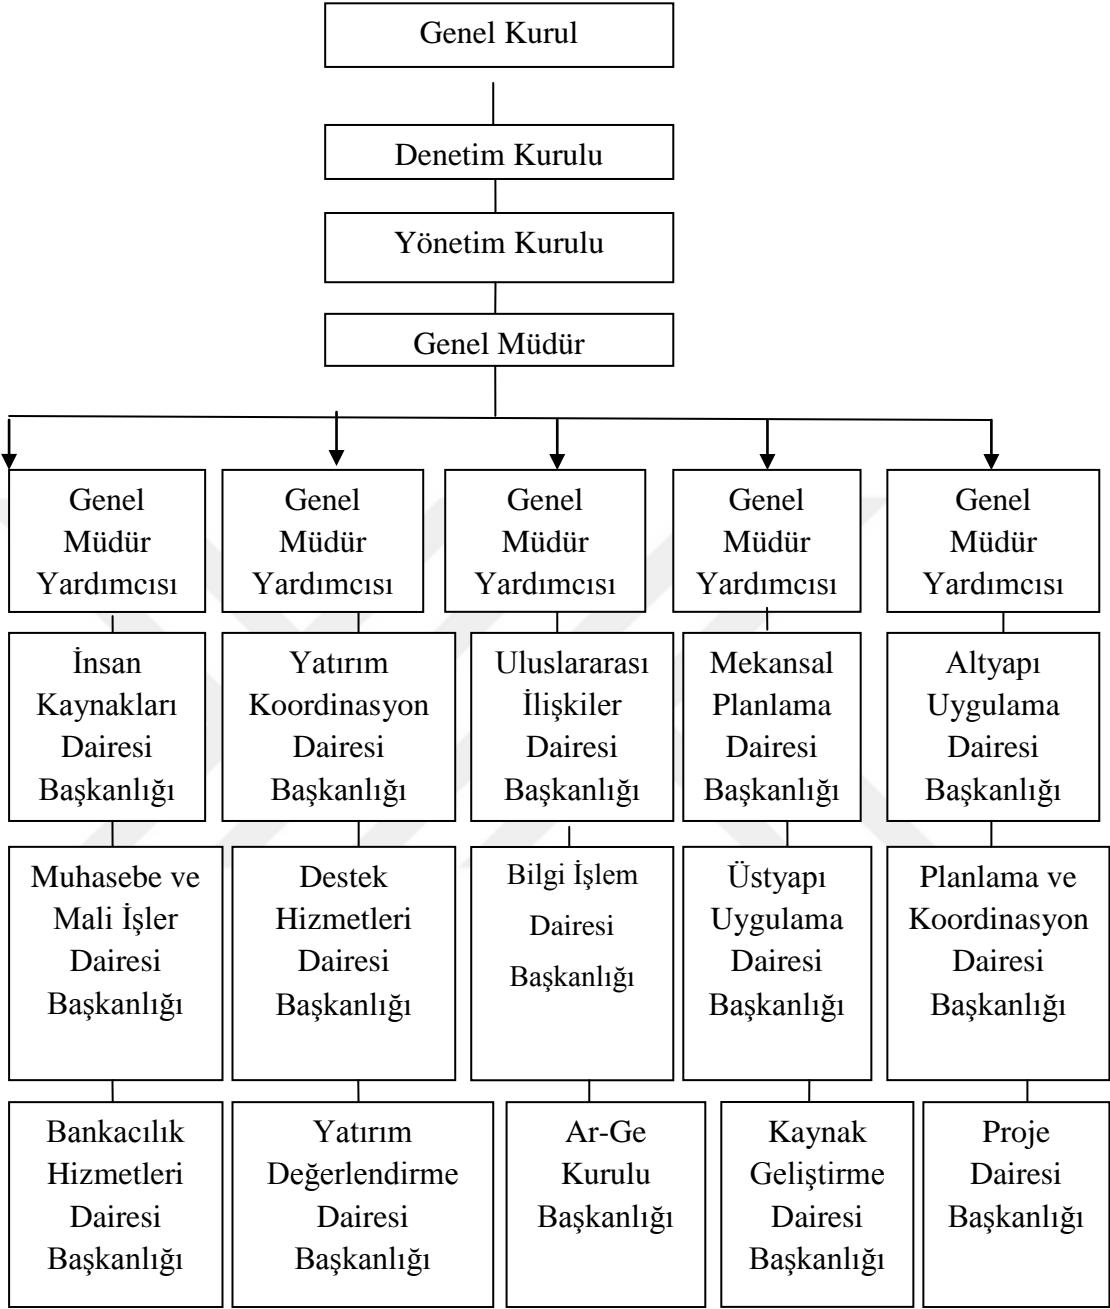 Genel Kurul
Denetim Kurulu
Yönetim Kurulu
Genel Müdür
Genel
Müdür
Yardımcısı
Genel
Müdür
Yardımcısı
Genel
Müdür
Yardımcısı
Genel
Müdür
Yardımcısı
Genel
Müdür
Yardımcısı
İnsan
Kaynakları
Dairesi
Başkanlığı
Yatırım
Koordinasyon
Dairesi
Başkanlığı
Uluslararası
İlişkiler
Dairesi
Başkanlığı
Mekansal
Planlama
Dairesi
Başkanlığı
Altyapı
Uygulama
Dairesi
Başkanlığı
Muhasebe ve
Mali İşler
Dairesi
Başkanlığı
Destek
Hizmetleri
Dairesi
Başkanlığı
Bilgi İşlem
Dairesi
Başkanlığı
Üstyapı
Uygulama
Dairesi
Başkanlığı
Planlama ve
Koordinasyon
Dairesi
Başkanlığı
Bankacılık
Hizmetleri
Dairesi
Başkanlığı
Yatırım
Değerlendirme
Dairesi
Başkanlığı
Ar-Ge
Kurulu
Başkanlığı
Kaynak
Geliştirme
Dairesi
Başkanlığı
Proje
Dairesi
Başkanlığı